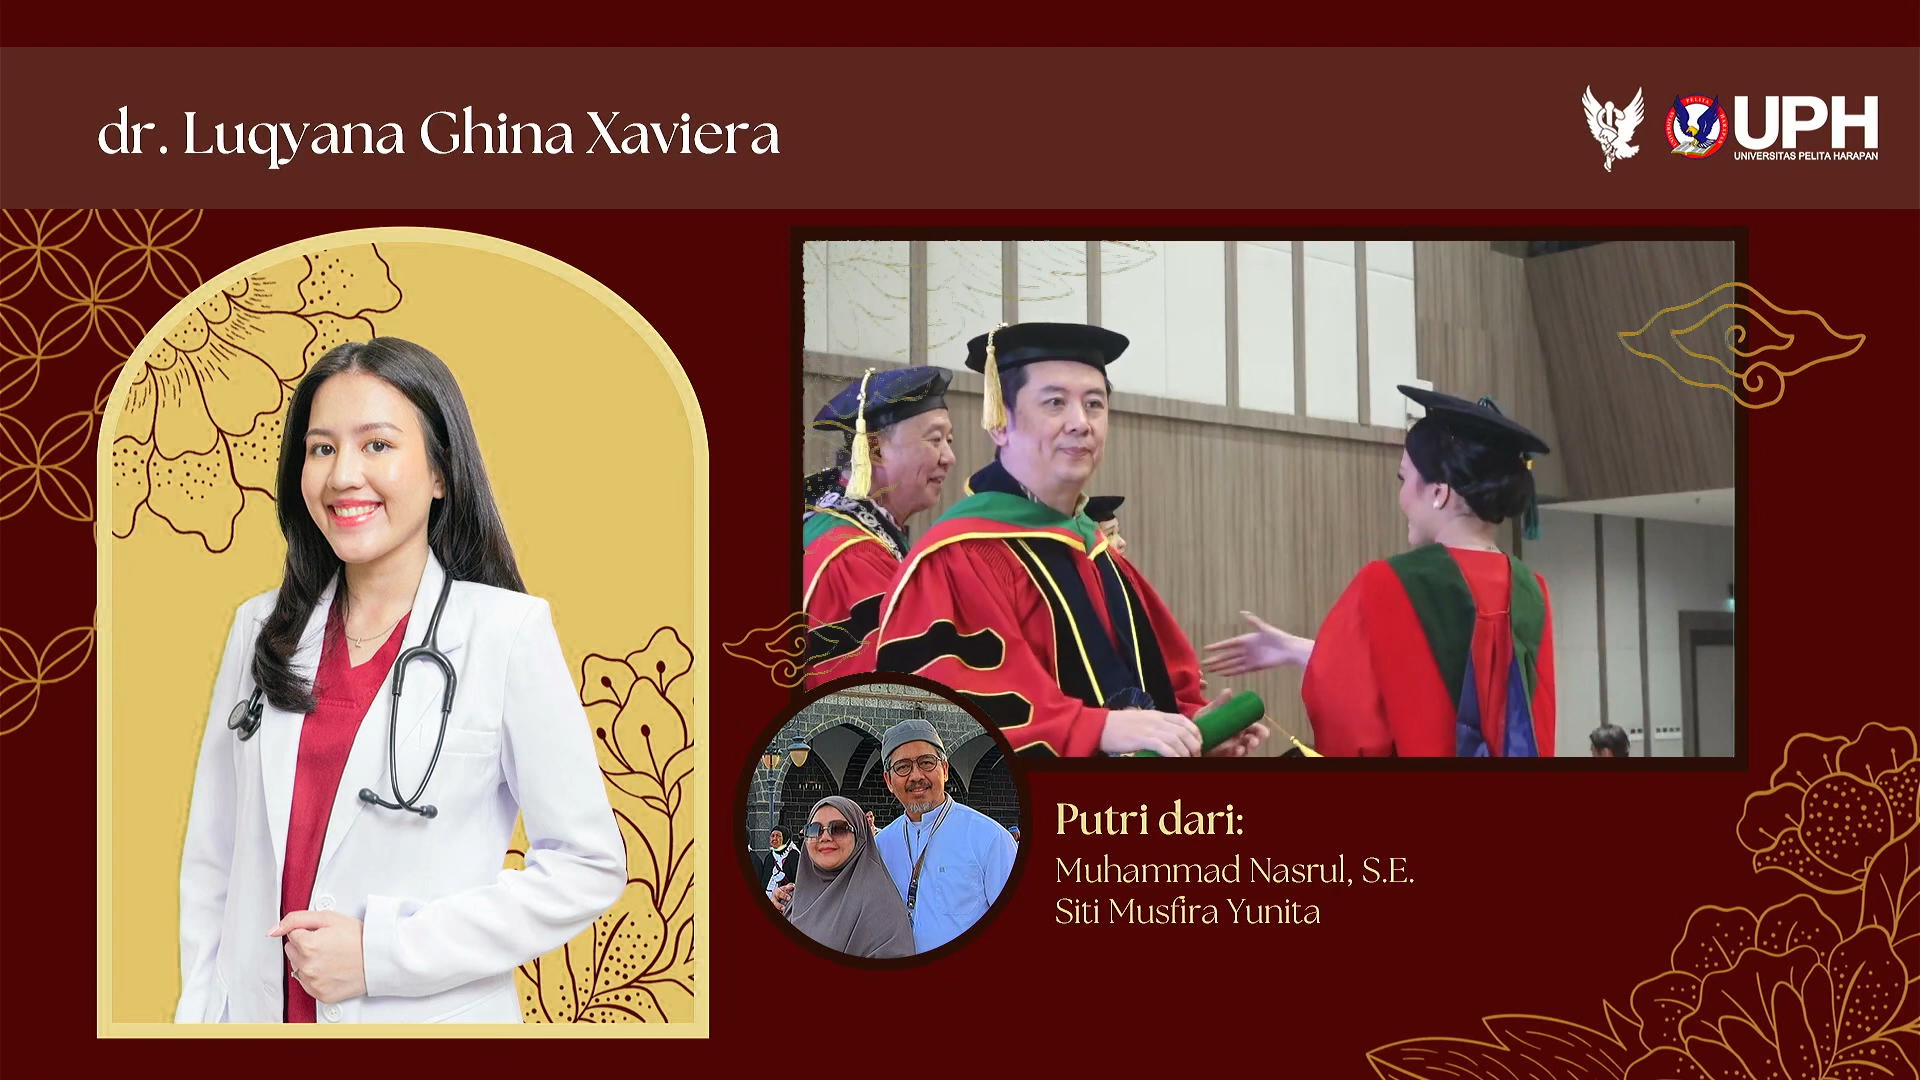 dr. Luqyana Ghina Xaviera
UPH
UNIVERSITAS PELITA HARAPAN
Putri dari:
Muhammad Nasrul, S.E.
Siti Musfira Yunita